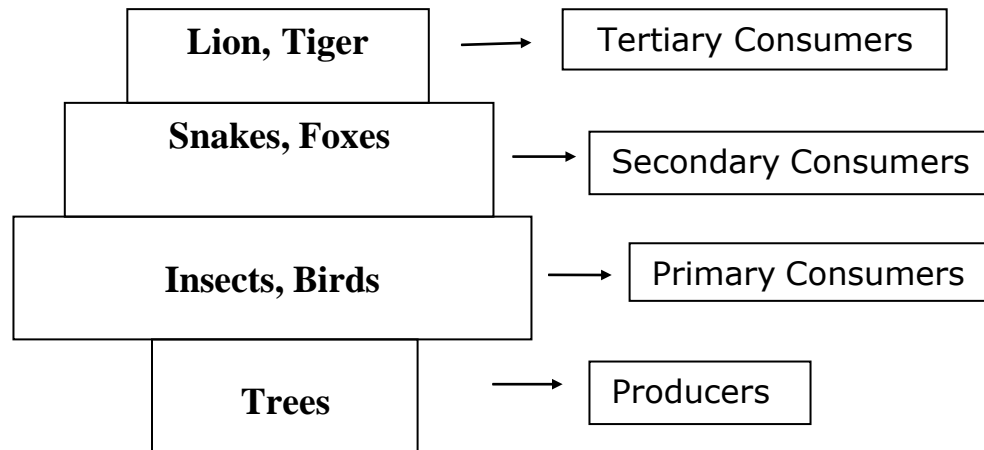 Lion, Tiger
Tertiary Consumers
Snakes, Foxes
Secondary Consumers
Insects, Birds
Primary Consumers
Trees
Producers